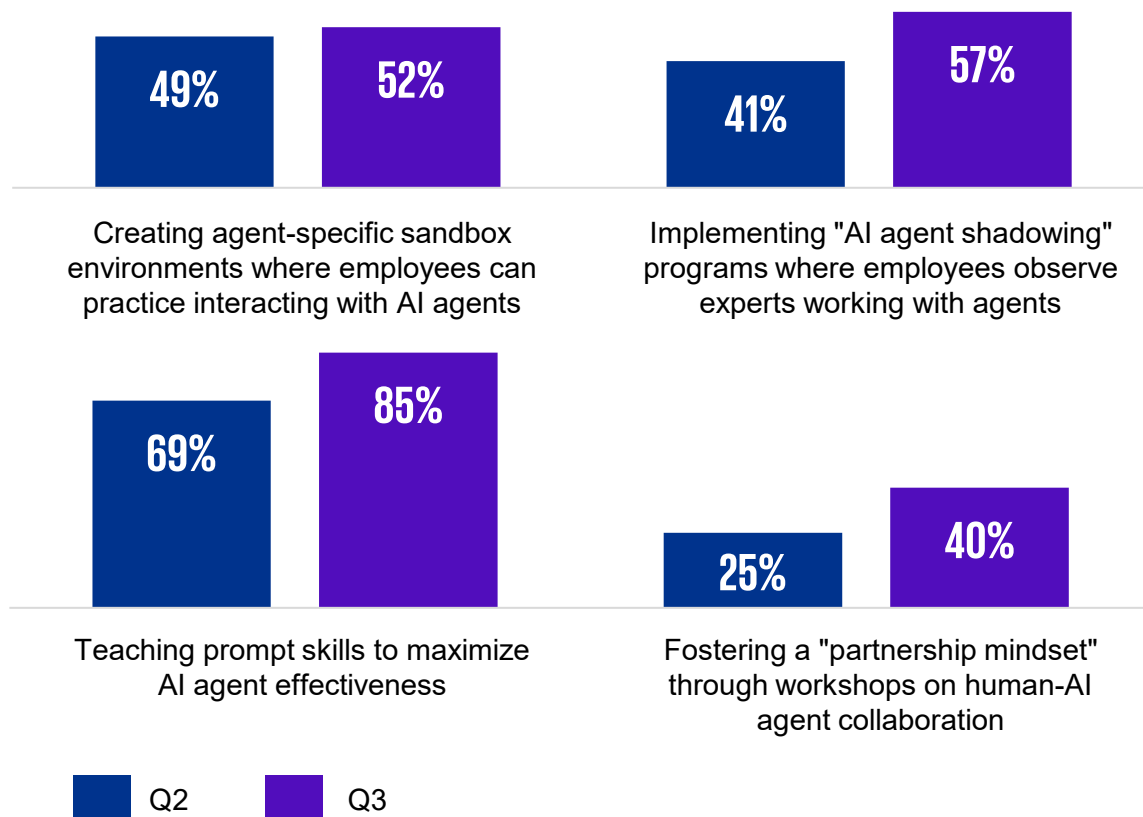 49%
52%
41%
57%
Creating agent-specific sandbox
environments where employees can
practice interacting with AI agents
Implementing "AI agent shadowing"
programs where employees observe
experts working with agents
69%
85%
25%
40%
Teaching prompt skills to maximize
AI agent effectiveness
Fostering a "partnership mindset"
through workshops on human-AI
agent collaboration
Q2
Q3